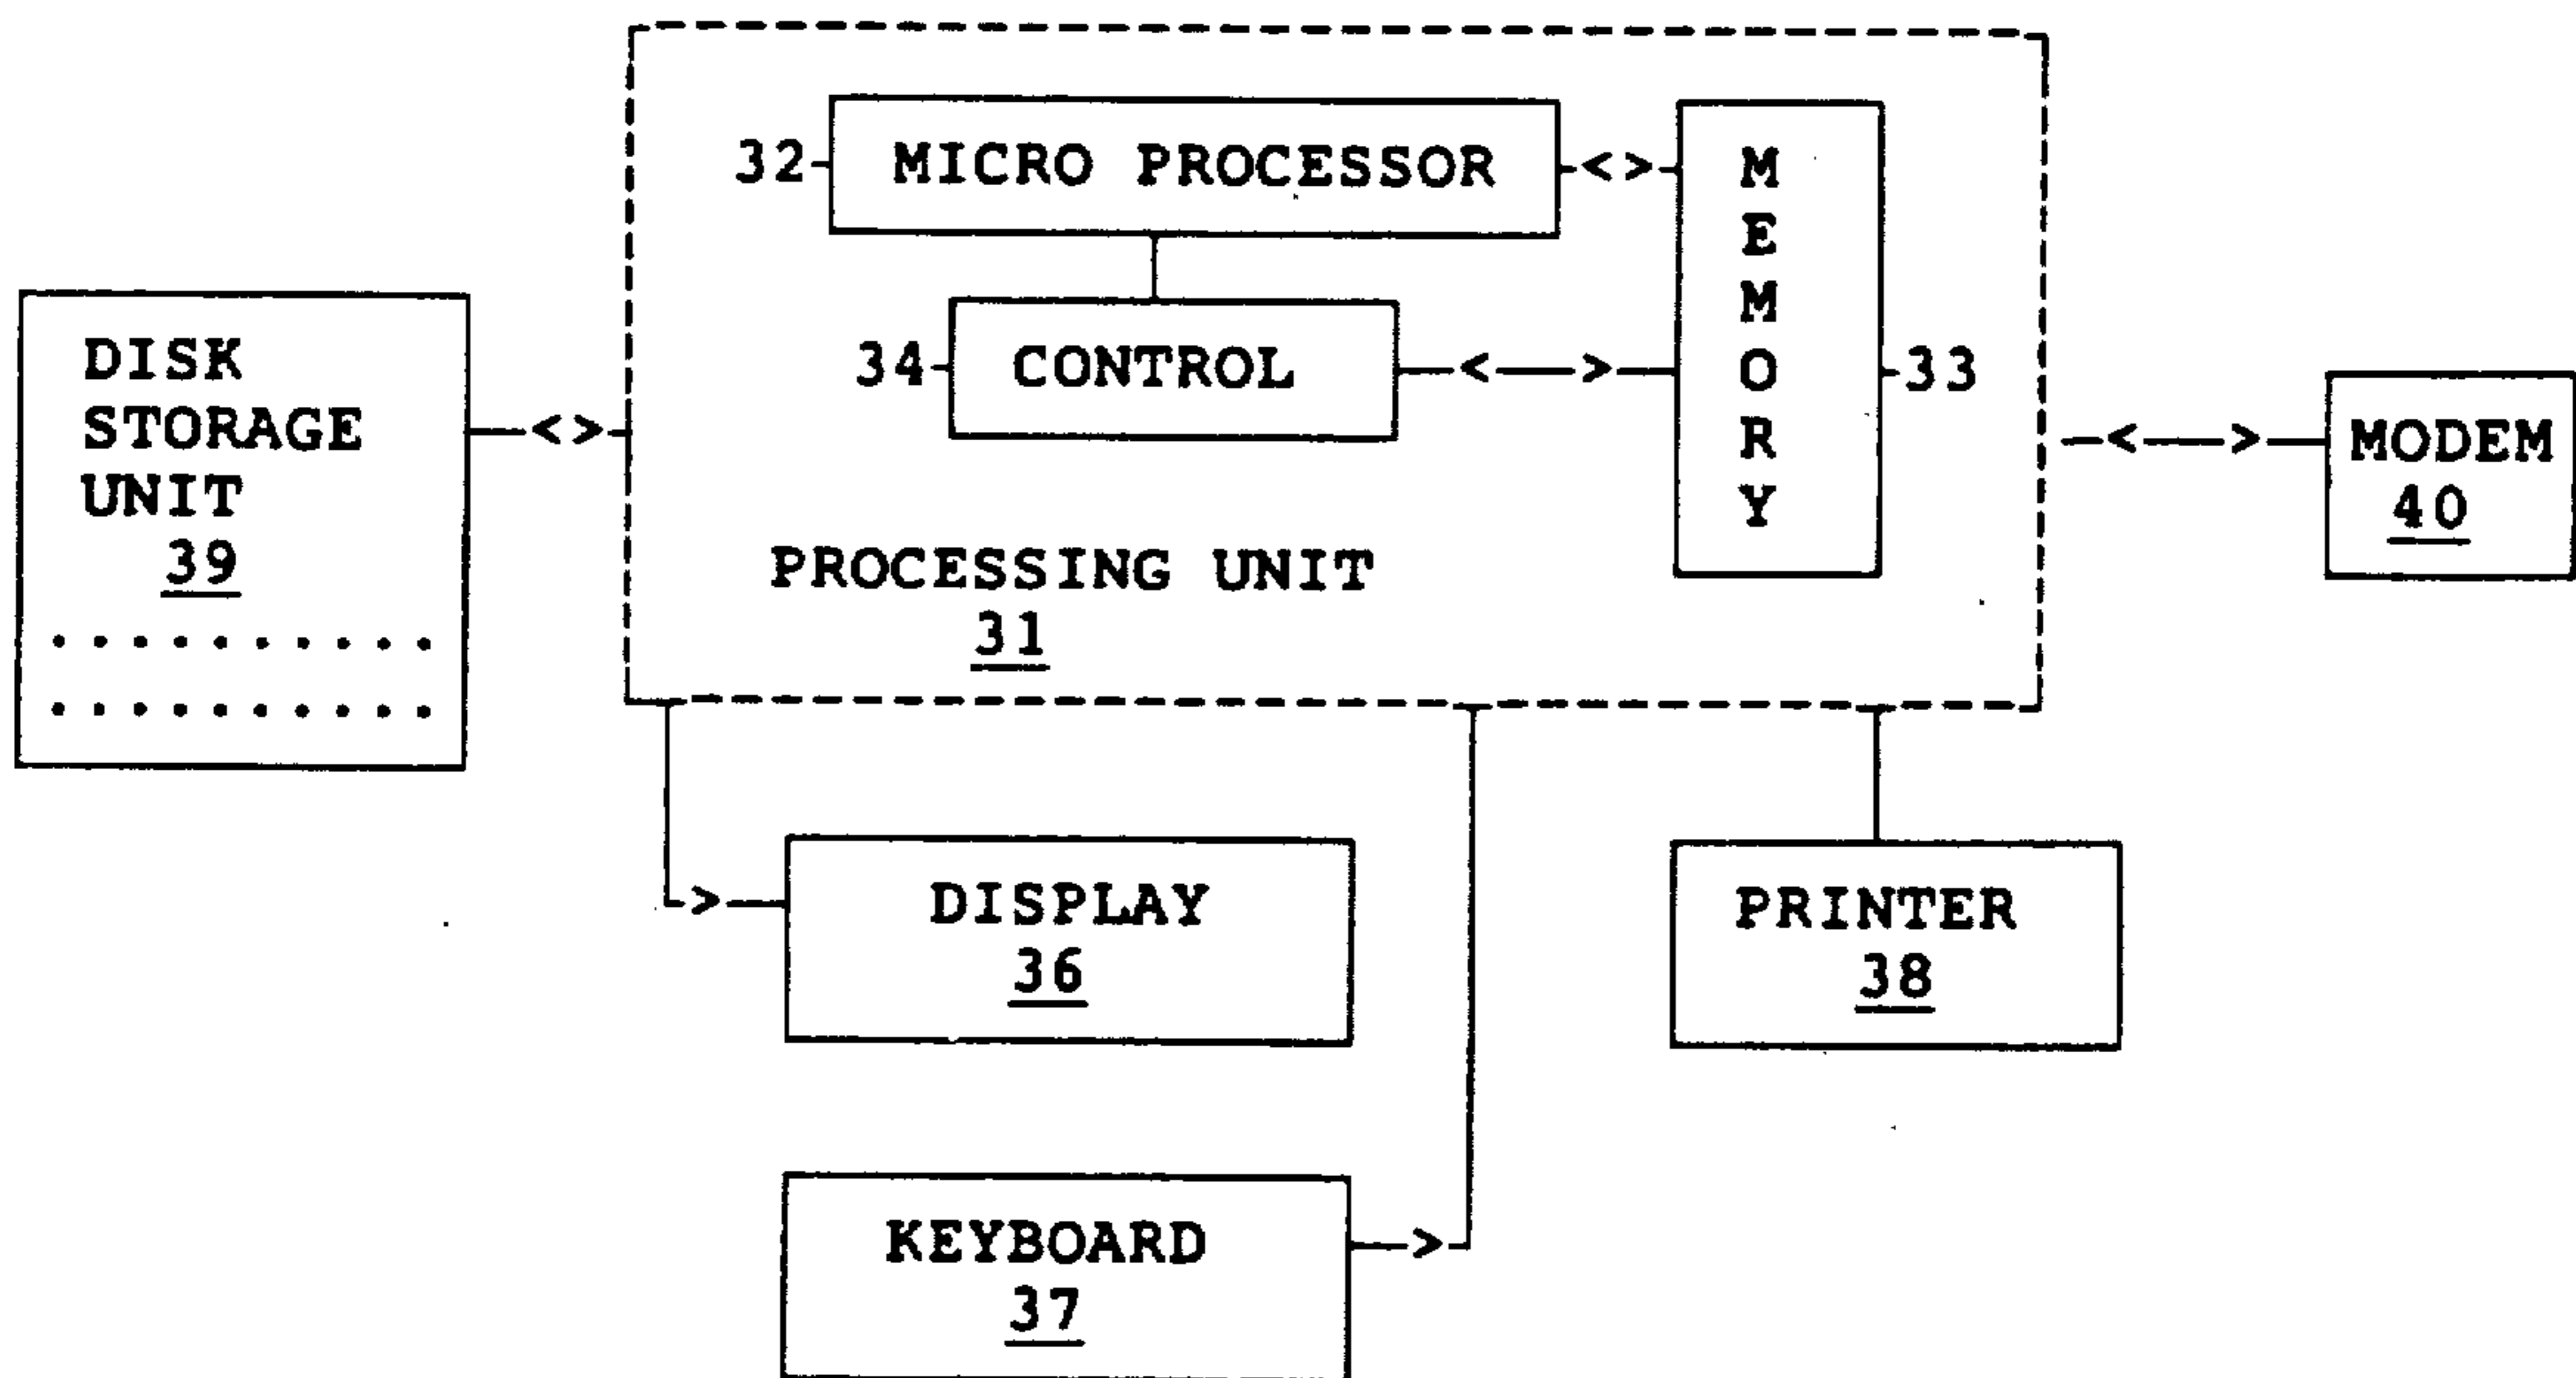 DISK
STORAGE
UNIT
39
32
MICRO PROCESSOR
<>
34
CONTROL
<
>
MEMORY
33
PROCESSING UNIT
31
<>
<
>
MODEM
40
>
DISPLAY
36
PRINTER
38
KEYBOARD
37
>